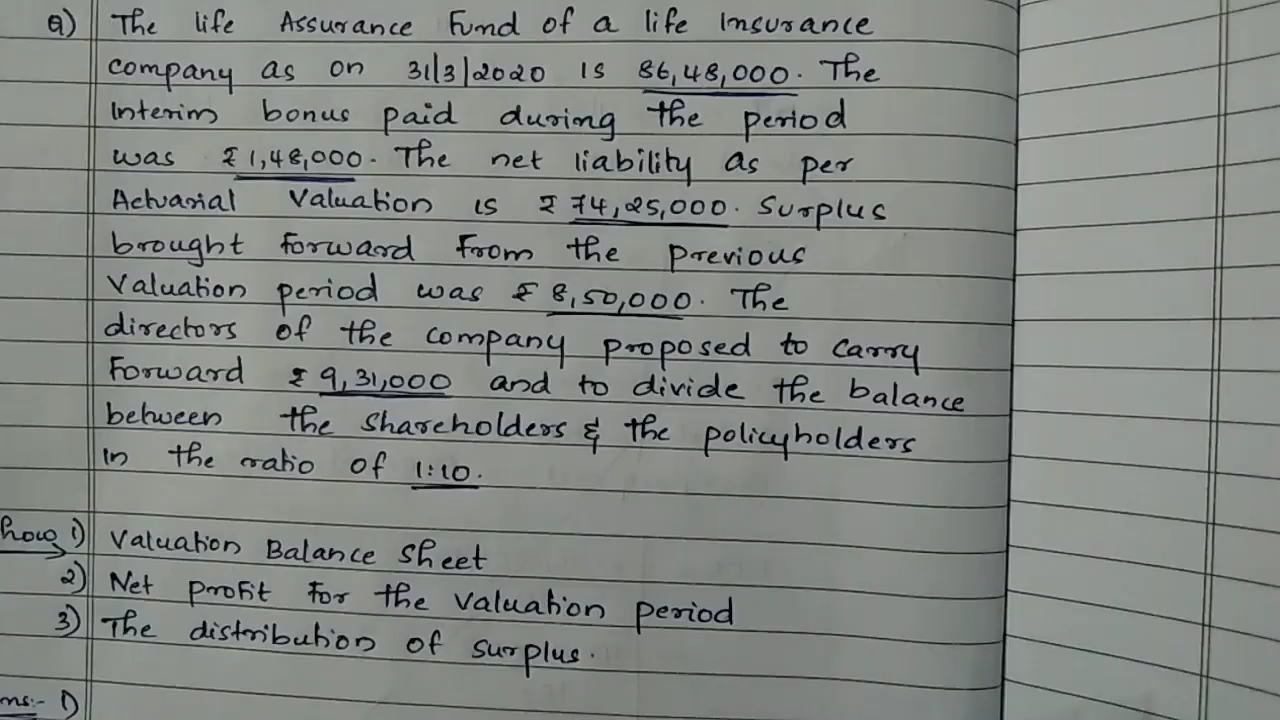 Q) The life Assurance Fund of a life Insurance
company as on 31/3/2020 is 86,48,000. The
Interim bonus paid during the period
was ₹ 1,48,000. The net liability as per
Actuarial Valuation is ₹ 74,25,000. Surplus
brought forward from the previous
Valuation period was ₹ 8,50,000. The
directors of the company proposed to carry
Forward ₹ 9,31,000 and to divide the balance
between the shareholders & the policyholders
in the ratio of 1:10.
how 1) Valuation Balance sheet
2) Net profit for the valuation period
3) The distribution of surplus.
ns:- 1)